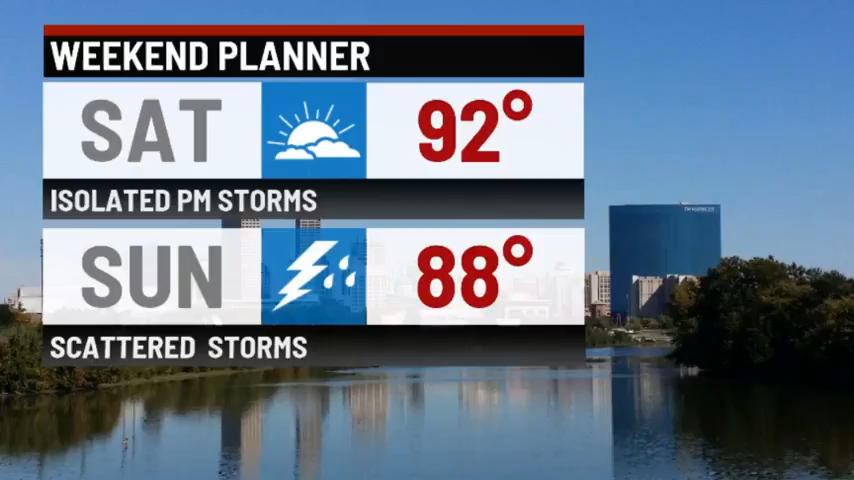 WEEKEND PLANNER
SAT
92°
ISOLATED PM STORMS
SUN
88°
SCATTERED STORMS